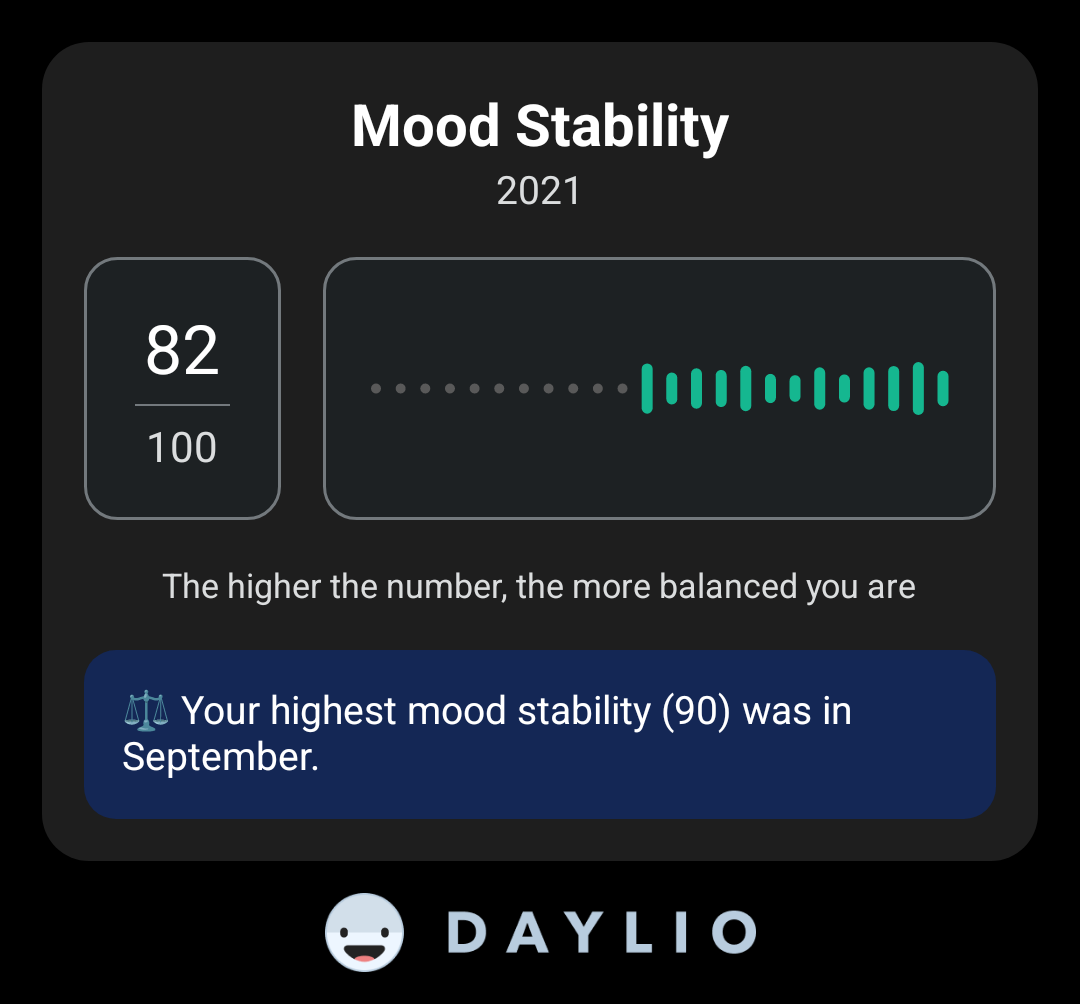 Mood Stability
2021
82
100
The higher the number, the more balanced you are
⚖️ Your highest mood stability (90) was in
September.
DAYLIO